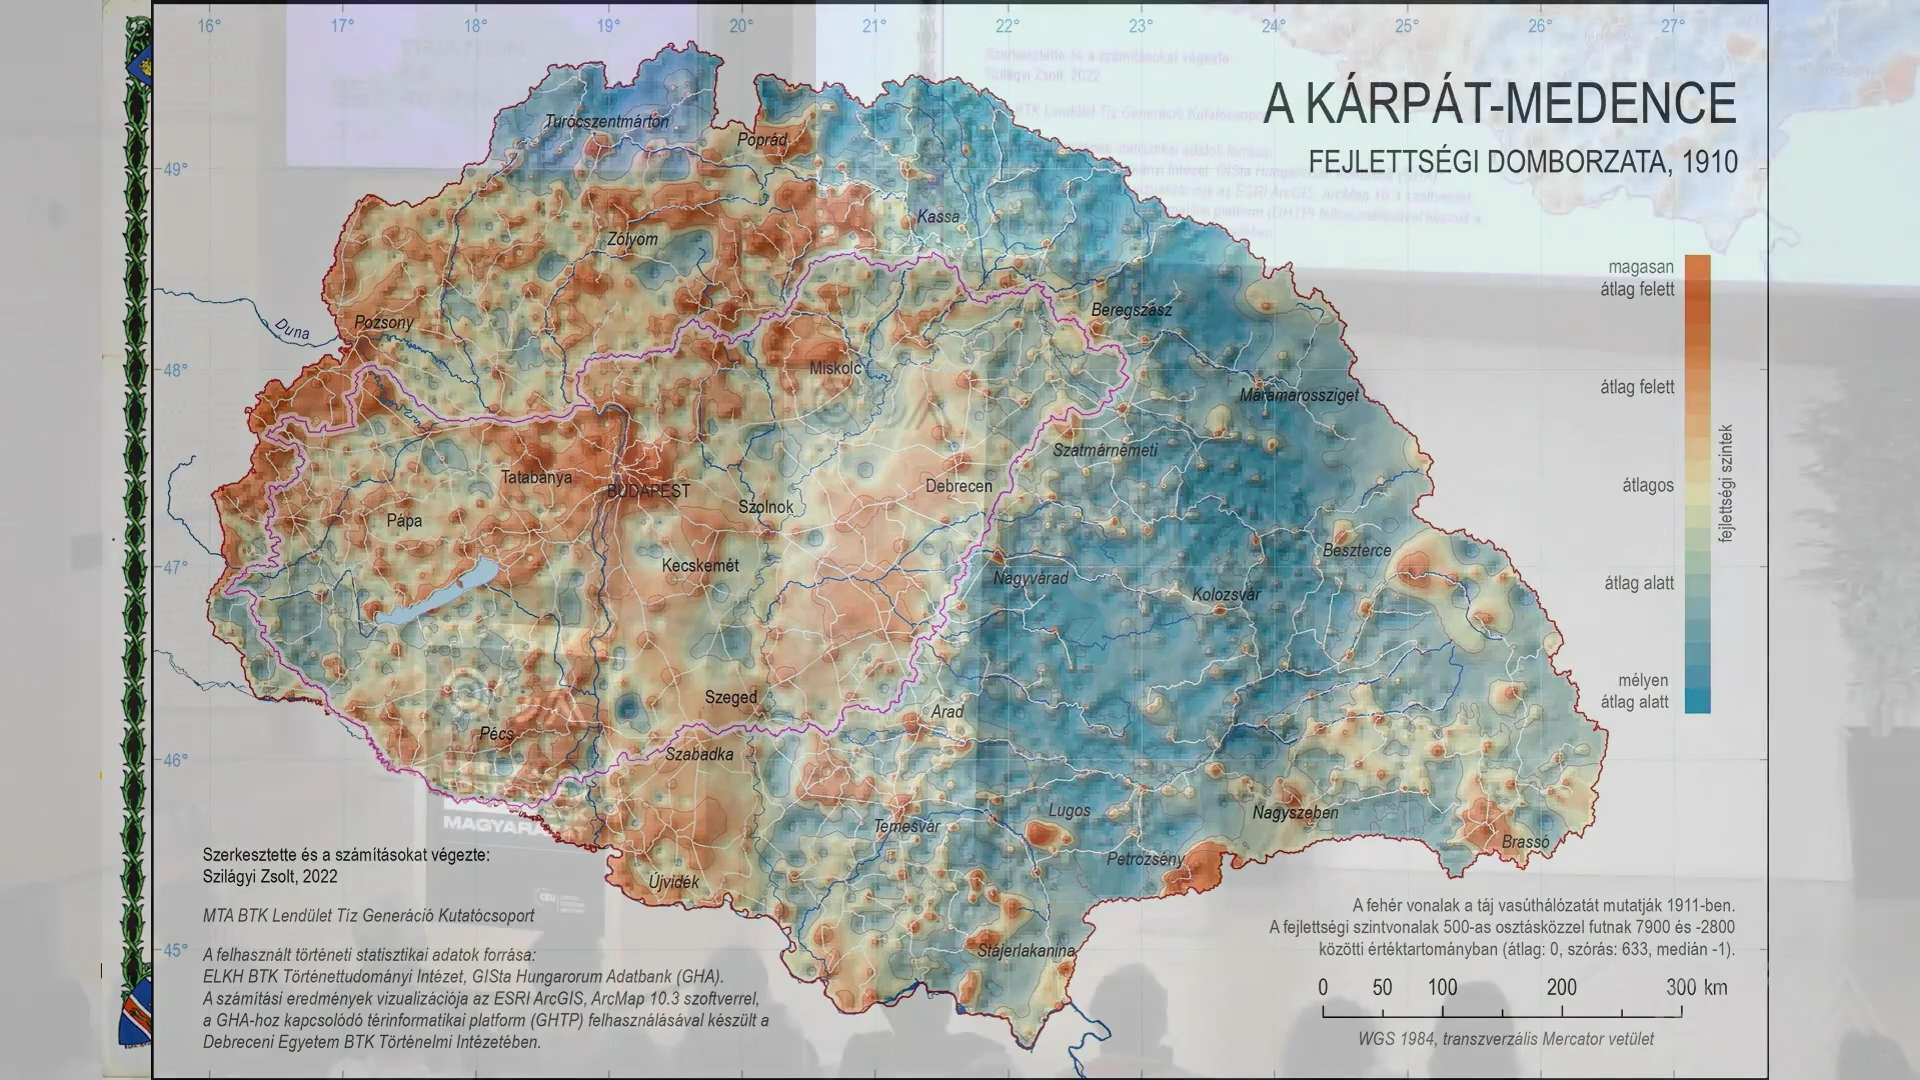 16° 17° 18° 19° 20° 21° 22° 23° 24° 25° 26° 27°
A KÁRPÁT-MEDENCE
FEJLETTSÉGI DOMBORZATA, 1910
49°
48°
47°
46°
45°
Turócszentmárton
Poprád
Kassa
Zólyom
Duna
Pozsony
Beregszász
Miskolc
Máramarossziget
Szatmárnémeti
Tatabánya
BUDAPEST
Debrecen
Szolnok
Pápa
Beszterce
Kecskemét
Nagyvárad
Kolozsvár
Szeged
Arad
Pécs
Szabadka
Lugos
Nagyszeben
Temesvár
Brassó
Petrozsény
Újvidék
Stájerlakanina
magasan
átlag felett
átlag felett
átlagos
átlag alatt
mélyen
átlag alatt
fejlettségi szintek
MAGYARA
Szerkesztette és a számításokat végezte:
Szilágyi Zsolt, 2022
MTA BTK Lendület Tíz Generáció Kutatócsoport
A felhasznált történeti statisztikai adatok forrása:
ELKH BTK Történettudományi Intézet, GISta Hungarorum Adatbank (GHA).
A számítási eredmények vizualizációja az ESRI ArcGIS, ArcMap 10.3 szoftverrel,
a GHA-hoz kapcsolódó térinformatikai platform (GHTP) felhasználásával készült a
Debreceni Egyetem BTK Történelmi Intézetében.
A fehér vonalak a táj vasúthálózatát mutatják 1911-ben.
A fejlettségi szintvonalak 500-as osztásközzel futnak 7900 és -2800
közötti értéktartományban (átlag: 0, szórás: 633, medián -1).
0 50 100 200 300 km
WGS 1984, transzverzális Mercator vetület